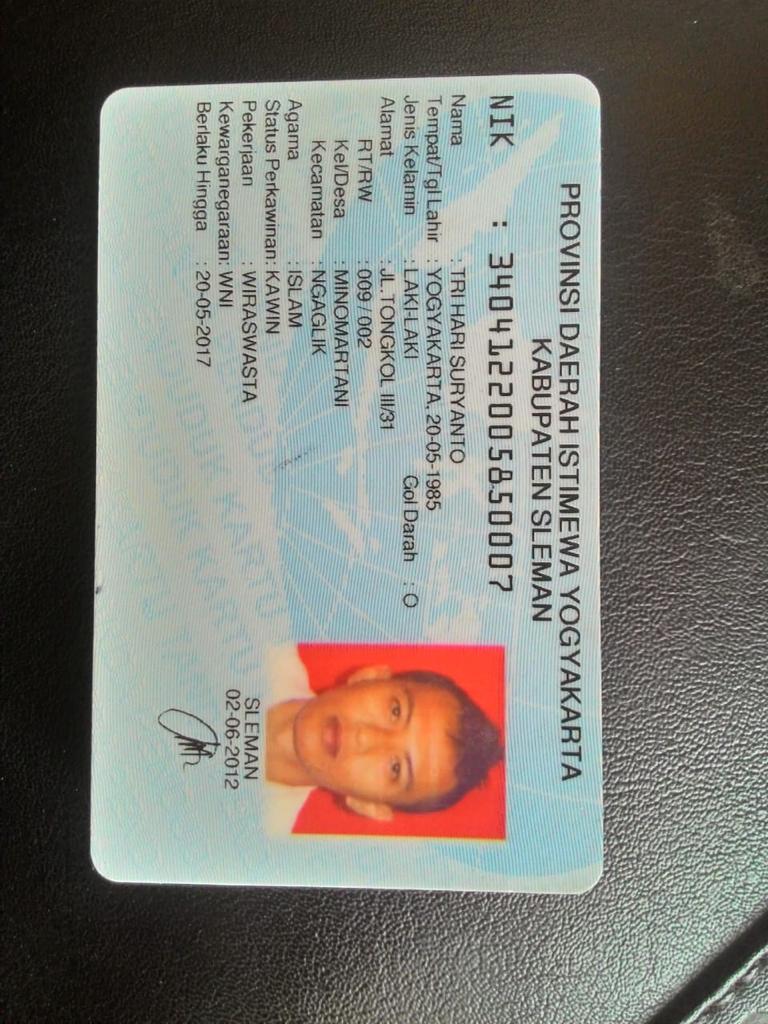 PROVINSI DAERAH ISTIMEWA YOGYAKARTA
KABUPATEN SLEMAN
NIK : 3404122005850007
Nama : TRI HARI SURYANTO
Tempat/Tgl Lahir : YOGYAKARTA, 20-05-1985
Jenis Kelamin : LAKI-LAKI Gol Darah : O
Alamat : JL.TONGKOL III/31
RT/RW : 009 / 002
Kel/Desa : MINOMARTANI
Kecamatan : NGAGLIK
Agama : ISLAM
Status Perkawinan: KAWIN
Pekerjaan : WIRASWASTA
Kewarganegaraan: WNI
Berlaku Hingga : 20-05-2017
SLEMAN
02-06-2012